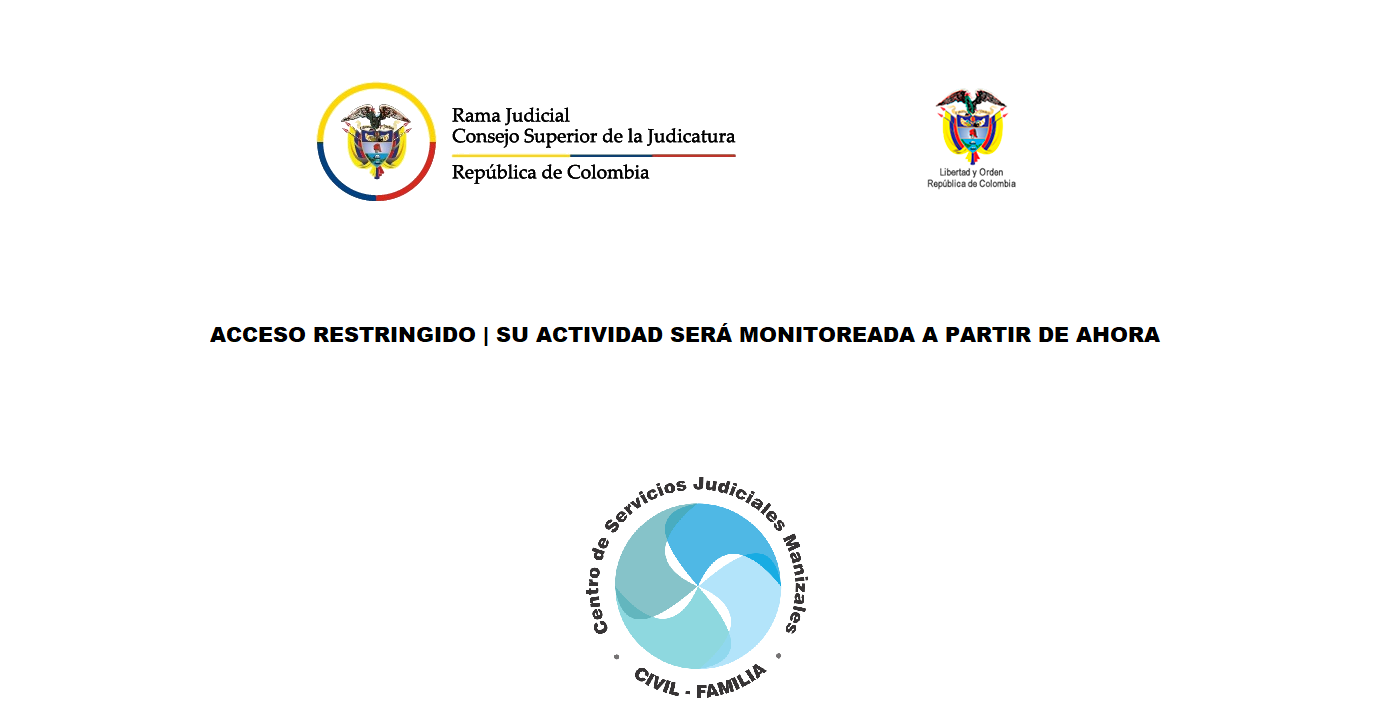 Rama Judicial
Consejo Superior de la Judicatura
República de Colombia
Libertad y Orden
República de Colombia
ACCESO RESTRINGIDO | SU ACTIVIDAD SERÁ MONITOREADA A PARTIR DE AHORA
Centro de Servicios Judiciales Manizales
CIVIL - FAMILIA